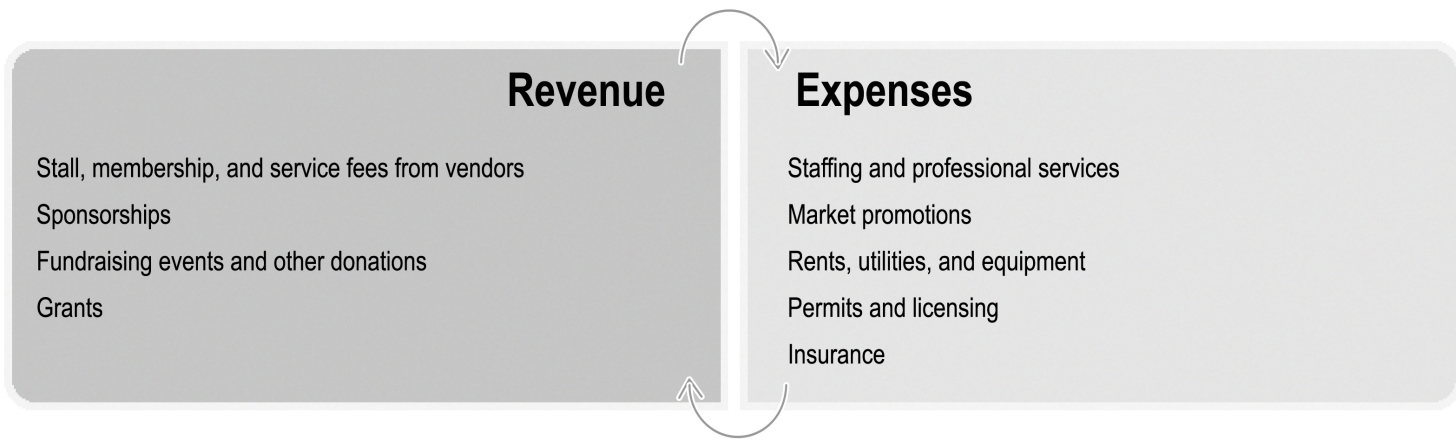 Revenue
Stall, membership, and service fees from vendors
Sponsorships
Fundraising events and other donations
Grants
Expenses
Staffing and professional services
Market promotions
Rents, utilities, and equipment
Permits and licensing
Insurance